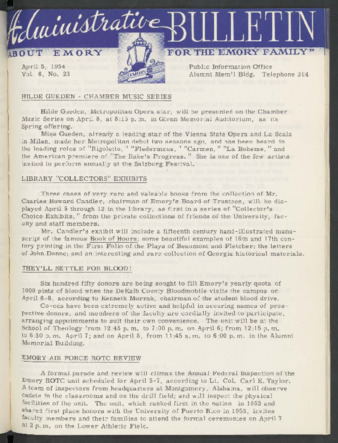 Administrative BULLETIN
"ABOUT EMORY FOR THE EMORY FAMILY"
April 5, 1954 Public Information Office
Vol. 6, No. 23 Alumni Mem'l Bldg. Telephone 314
HILDE GUEDEN - CHAMBER MUSIC SERIES
Hilde Gueden, Metropolitan Opera star, will be presented on the Chamber
Music Series on April 8, at 8:15 p. m. in Glenn Memorial Auditorium, as its
Spring offering.
Miss Gueden, already a leading star of the Vienna State Opera and La Scala
in Milan, made her Metropolitan debut two seasons ago, and has been heard in
the leading roles of "Rigoletto," "Fledermaus," "Carmen," "La Boheme," and
the American premiere of "The Rake's Progress." She is one of the few artists
asked to perform annually at the Salzburg Festival.
LIBRARY "COLLECTORS" EXHIBITS
Three cases of very rare and valuable books from the collection of Mr.
Charles Howard Candler, chairman of Emory's Board of Trustees, will be dis-
played April 5 through 12 in the library, as first in a series of "Collector's
Choice Exhibits," from the private collections of friends of the University, fac-
ulty and staff members.
Mr. Candler's exhibit will include a fifteenth century hand-illustrated manu-
script of the famous Book of Hours; some beautiful examples of 16th and 17th cen-
tury printing in the First Folio of the Plays of Beaumont and Fletcher; the letters
of John Donne; and an interesting and rare collection of Georgia historical materials.
THEY'LL SETTLE FOR BLOOD!
Six hundred fifty donors are being sought to fill Emory's yearly quota of
1000 pints of blood when the DeKalb County Bloodmobile visits the campus on
April 6-8, according to Kenneth Murrah, chairman of the student blood drive.
Co-eds have been extremely active and helpful in securing names of pros-
pective donors, and members of the faculty are cordially invited to participate,
arranging appointments to suit their own convenience. The unit will be at the
School of Theology from 12:45 p. m. to 7:00 p. m. on April 6; from 12:15 p. m.
to 5:30 p. m. April 7; and on April 8, from 11:45 a. m. to 6:00 p. m. in the Alumni
Memorial Building.
EMORY AIR FORCE ROTC REVIEW
A formal parade and review will climax the Annual Federal Inspection of the
Emory ROTC unit scheduled for April 5-7, according to Lt. Col. Carl E. Taylor.
A team of inspectors from headquarters at Montgomery, Alabama, will observe
cadets in the classrooms and on the drill field; and will inspect the physical
facilities of the unit. The unit, which ranked first in the nation in 1953 and
shared first place honors with the University of Puerto Rico in 1953, invites
faculty members and their families to attend the formal ceremonies on April 7
at 2 p. m. on the Lower Athletic Field.